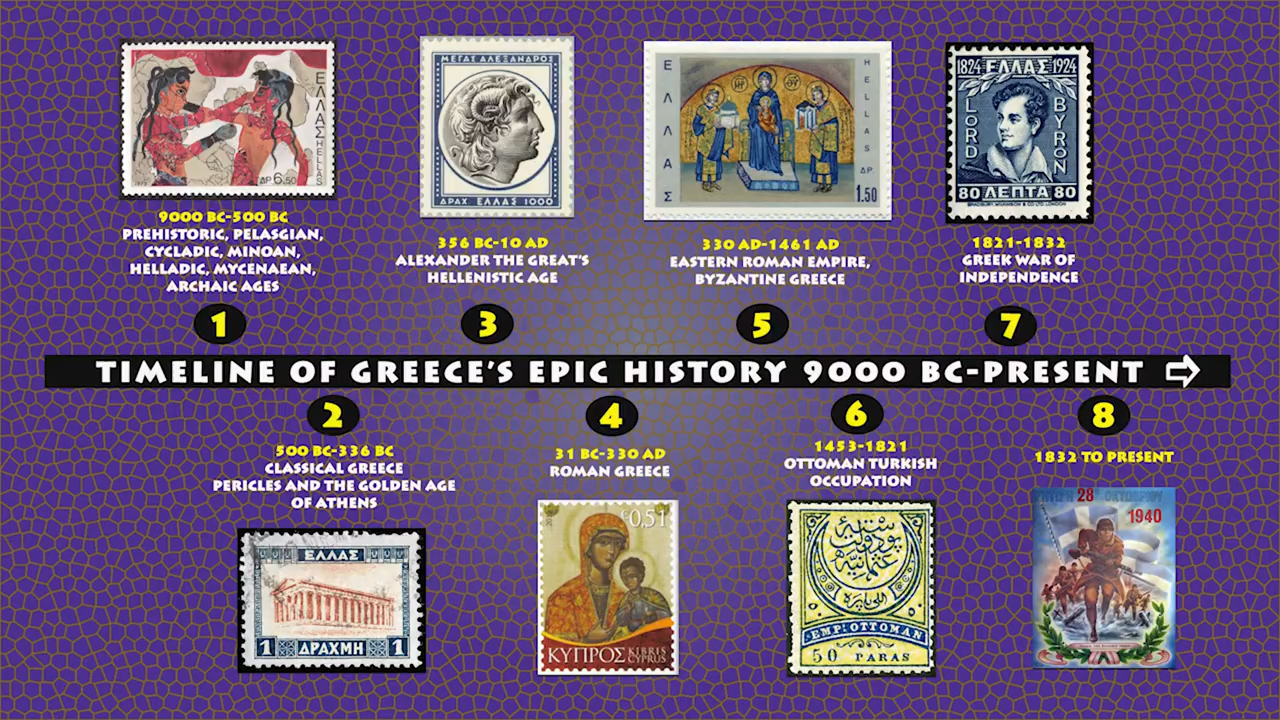 ΕΛΛΑΣ HELLAS
ΔΡ. 6.50
9000 BC-500 BC
PREHISTORIC, PELASGIAN,
CYCLADIC, MINOAN,
HELLADIC, MYCENAEAN,
ARCHAIC AGES
1
ΜΕΓΑΣ ΑΛΕΞΑΝΔΡΟΣ
ΔΡΑΧ. ΕΛΛΑΣ 1000
356 BC-10 AD
ALEXANDER THE GREAT'S
HELLENISTIC AGE
3
ΕΛΛΑΣ
HELLAS
ΔΡ.
1.50
330 AD-1461 AD
EASTERN ROMAN EMPIRE,
BYZANTINE GREECE
5
1824 ΕΛΛΑΣ 1924
LORD
BYRON
80 ΛΕΠΤΑ 80
1821-1832
GREEK WAR OF
INDEPENDENCE
7
TIMELINE OF GREECE'S EPIC HISTORY 9000 BC-PRESENT
2
500 BC-336 BC
CLASSICAL GREECE
PERICLES AND THE GOLDEN AGE
OF ATHENS
ΕΛΛΑΣ
1 ΔΡΑΧΜΗ 1
4
31 BC-330 AD
ROMAN GREECE
€0.51
ΚΥΠΡΟΣ KIBRIS
CYPRUS
6
1453-1821
OTTOMAN TURKISH
OCCUPATION
EMP: OTTOMAN
50 PARAS
8
1832 TO PRESENT
28
1940